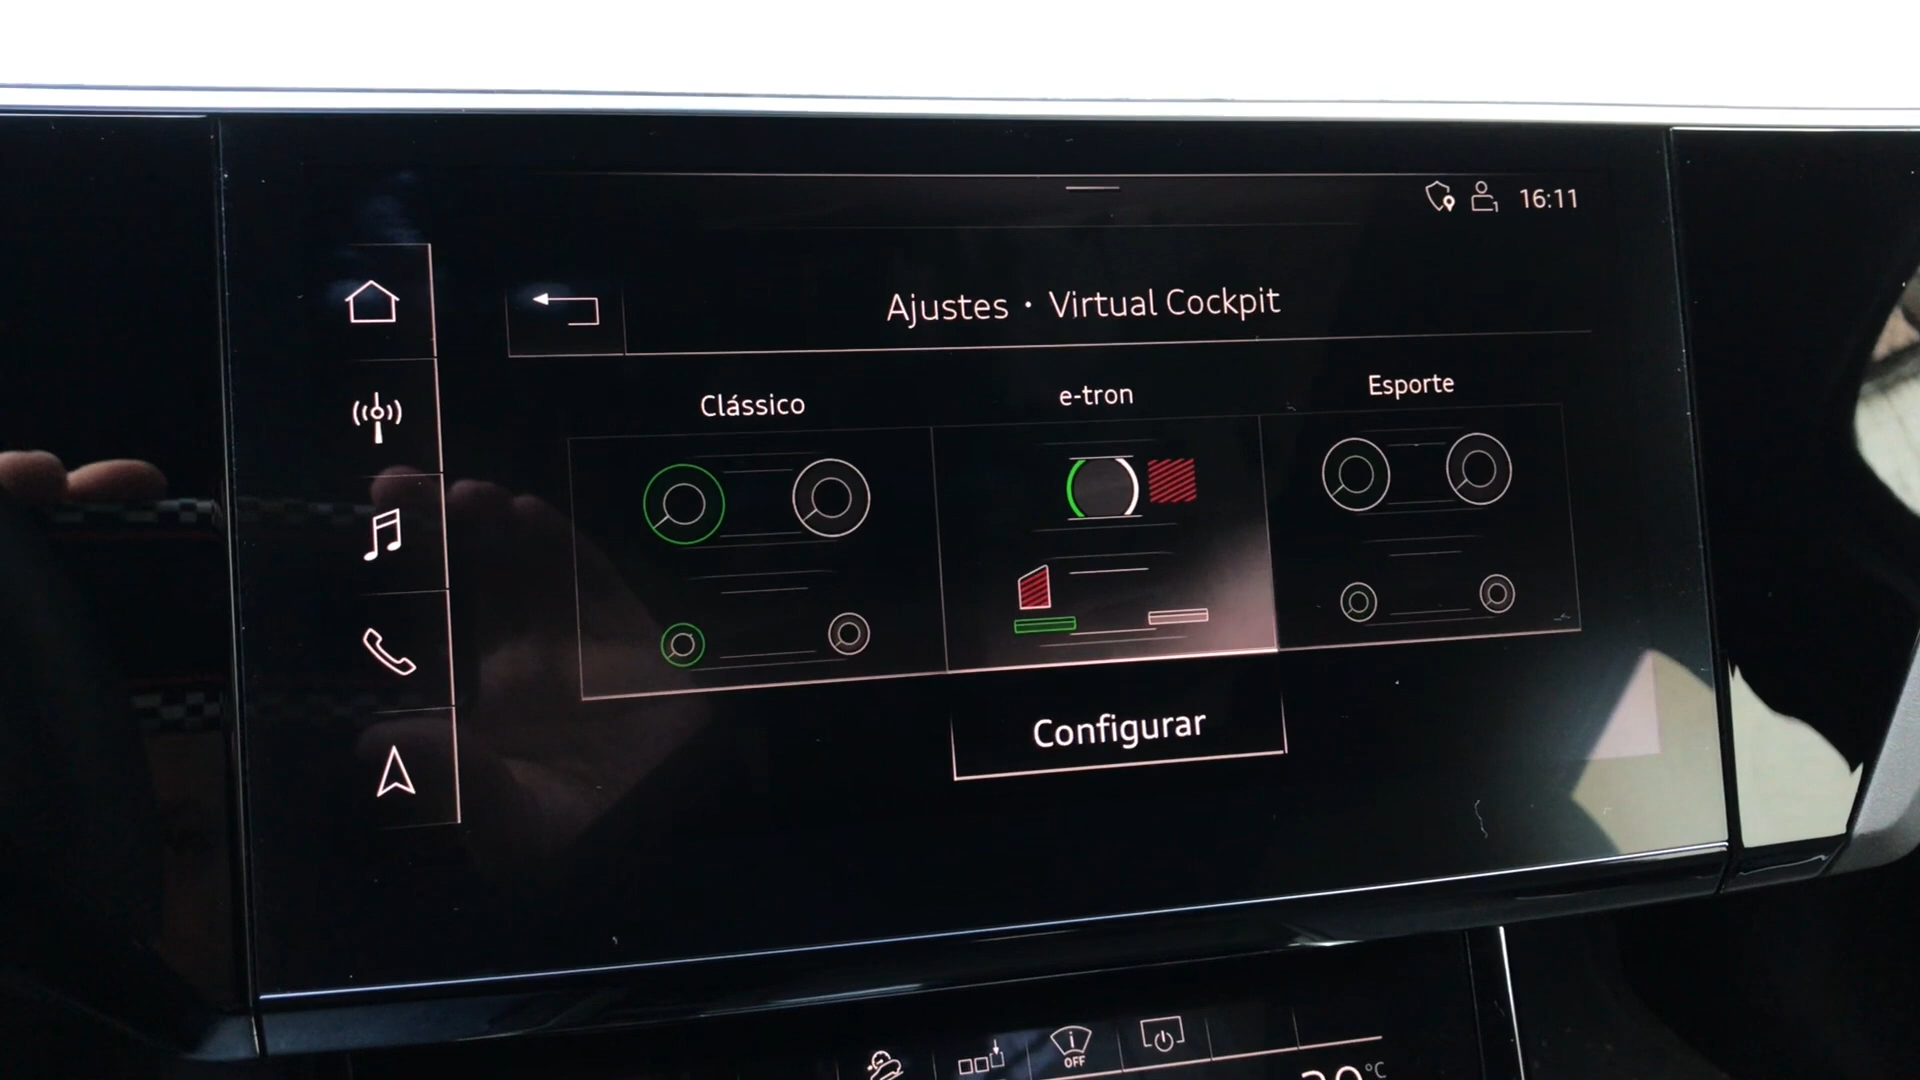 16:11
Ajustes • Virtual Cockpit
Clássico
e-tron
Esporte
Configurar
OFF
°C